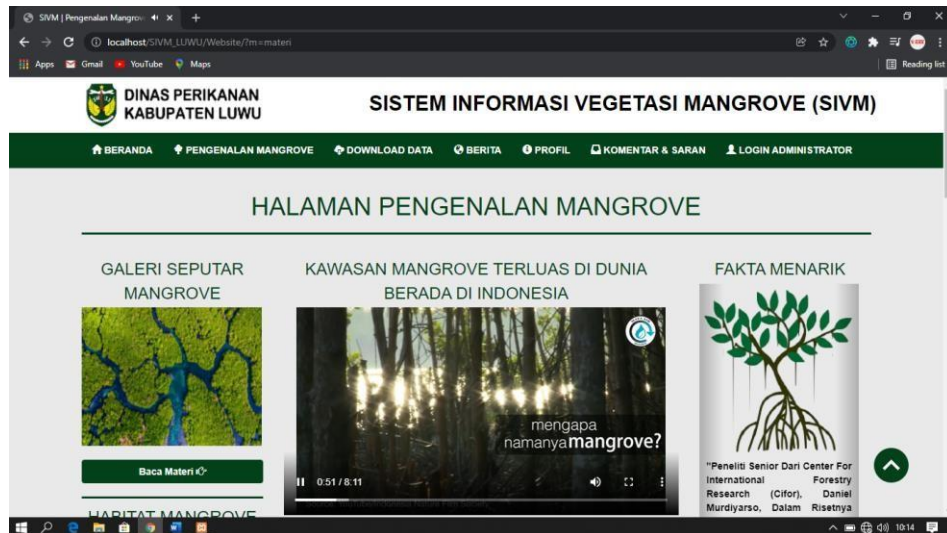 SIVM | Pengenalan Mangrov
localhost/SIVM_LUWU/Website/?m=materi
Apps Gmail YouTube Maps Reading list
DINAS PERIKANAN
KABUPATEN LUWU
SISTEM INFORMASI VEGETASI MANGROVE (SIVM)
BERANDA PENGENALAN MANGROVE DOWNLOAD DATA BERITA PROFIL KOMENTAR & SARAN LOGIN ADMINISTRATOR
HALAMAN PENGENALAN MANGROVE
GALERI SEPUTAR
MANGROVE
Baca Materi
HABITAT MANGROVE
KAWASAN MANGROVE TERLUAS DI DUNIA
BERADA DI INDONESIA
mengapa
namanya mangrove?
0:51 / 8:11
FAKTA MENARIK
"Peneliti Senior Dari Center For
International Forestry
Research (Cifor), Daniel
Murdiyarso, Dalam Risetnya
10:14